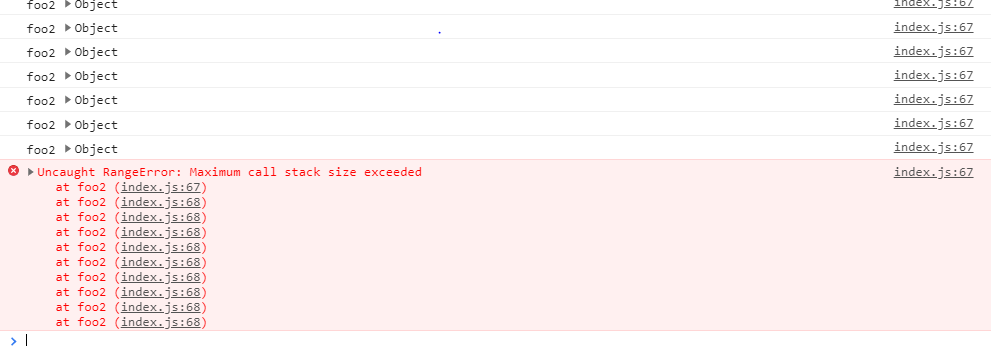 foo2 ▶Object index.js:67
foo2 ▶Object index.js:67
foo2 ▶Object index.js:67
foo2 ▶Object index.js:67
foo2 ▶Object index.js:67
foo2 ▶Object index.js:67
foo2 ▶Object index.js:67
▶Uncaught RangeError: Maximum call stack size exceeded index.js:67
at foo2 (index.js:67)
at foo2 (index.js:68)
at foo2 (index.js:68)
at foo2 (index.js:68)
at foo2 (index.js:68)
at foo2 (index.js:68)
at foo2 (index.js:68)
at foo2 (index.js:68)
at foo2 (index.js:68)
at foo2 (index.js:68)
>